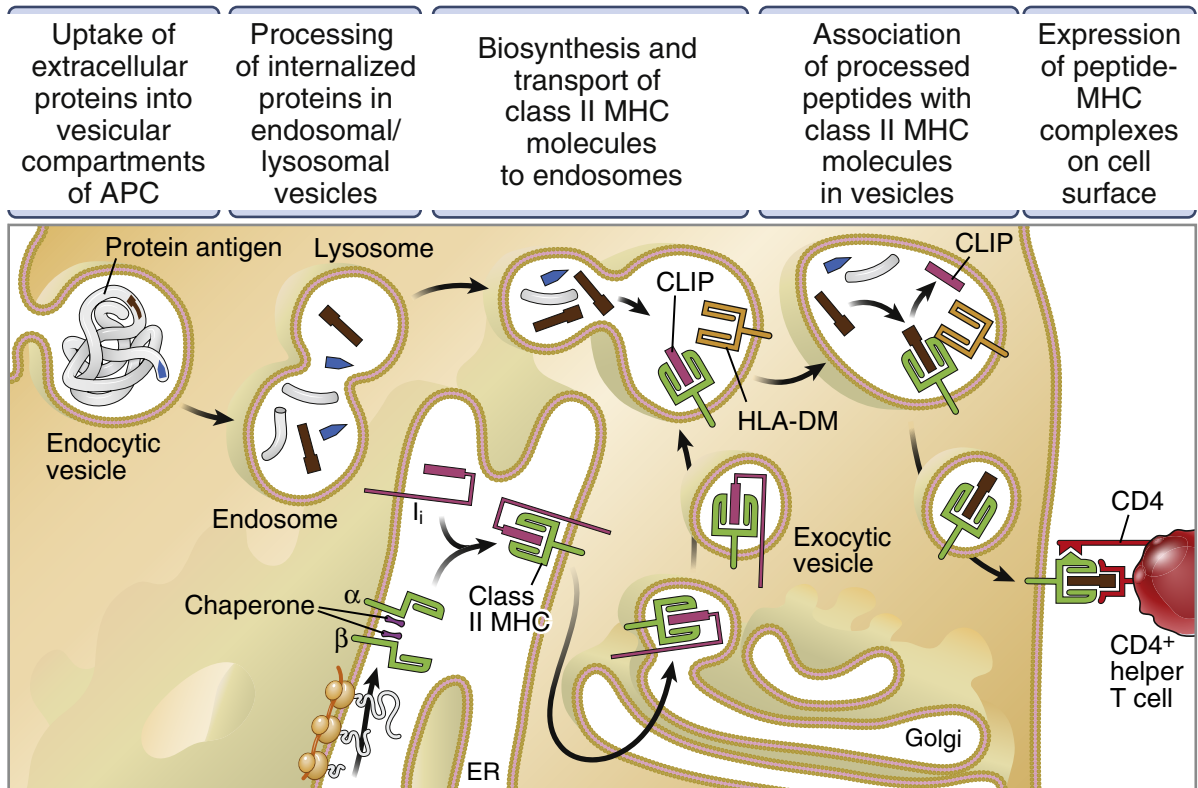 Uptake of
extracellular
proteins into
vesicular
compartments
of APC
Processing
of internalized
proteins in
endosomal/
lysosomal
vesicles
Biosynthesis and
transport of
class II MHC
molecules
to endosomes
Association
of processed
peptides with
class II MHC
molecules
in vesicles
Expression
of peptide-
MHC
complexes
on cell
surface
Protein antigen
Lysosome
CLIP
CLIP
HLA-DM
Endocytic
vesicle
Endosome
Ii
Exocytic
vesicle
CD4
Class
II MHC
α
Chaperone
β
CD4+
helper
T cell
Golgi
ER